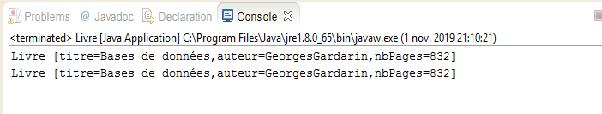 Problems @ Javadoc Declaration Console
<terminated> Livre [Java Application] C:\Program Files\Java\jre1.8.0_65\bin\javaw.exe (1 nov. 2019 21:10:21)
Livre [titre=Bases de données,auteur=GeorgesGardarin,nbPages=832]
Livre [titre=Bases de données,auteur=GeorgesGardarin,nbPages=832]